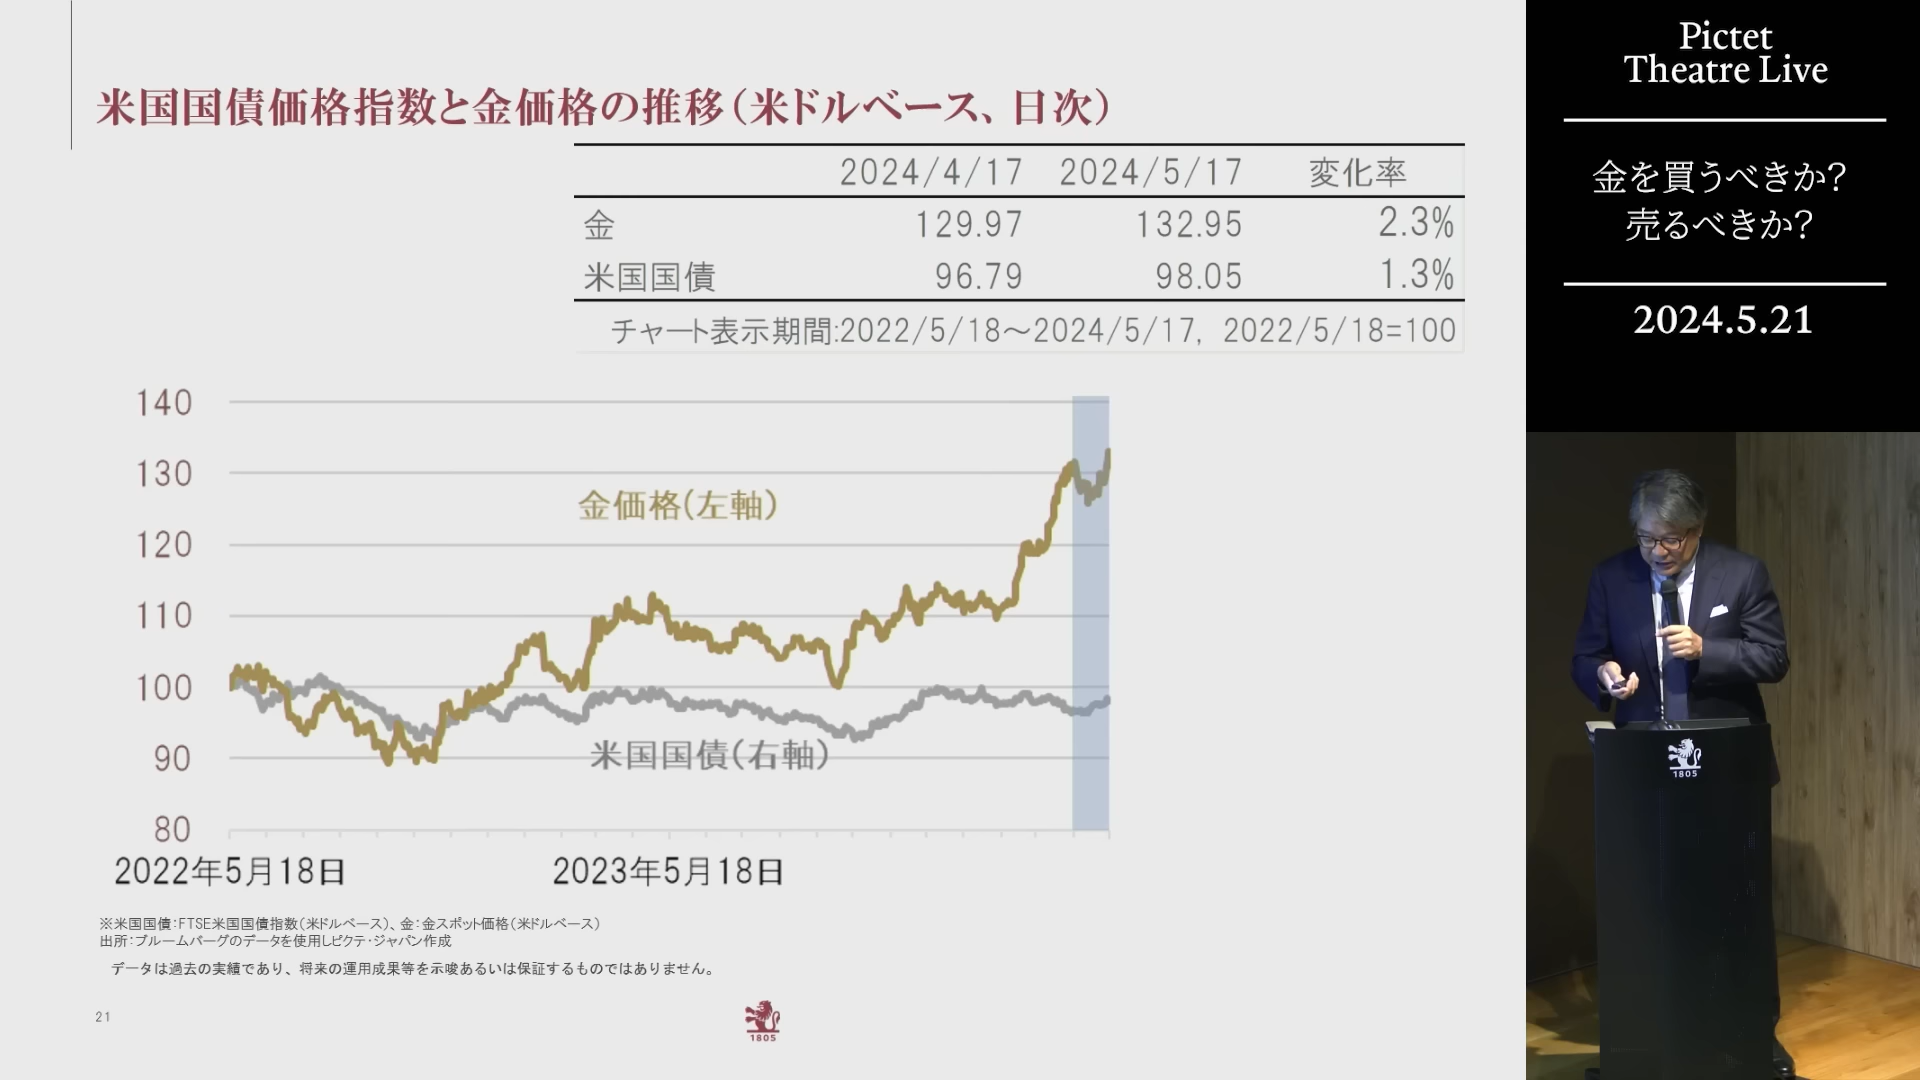 米国国債価格指数と金価格の推移（米ドルベース、日次）
2024/4/17 2024/5/17 変化率
金 129.97 132.95 2.3%
米国国債 96.79 98.05 1.3%
チャート表示期間:2022/5/18～2024/5/17, 2022/5/18=100
140
130
120
110
100
90
80
金価格(左軸)
米国国債(右軸)
2022年5月18日 2023年5月18日
※米国国債：FTSE米国国債指数（米ドルベース）、金：金スポット価格（米ドルベース）
出所：ブルームバーグのデータを使用しピクテ・ジャパン作成
データは過去の実績であり、将来の運用成果等を示唆あるいは保証するものではありません。
21
1805
Pictet
Theatre Live
金を買うべきか?
売るべきか?
2024.5.21
1805